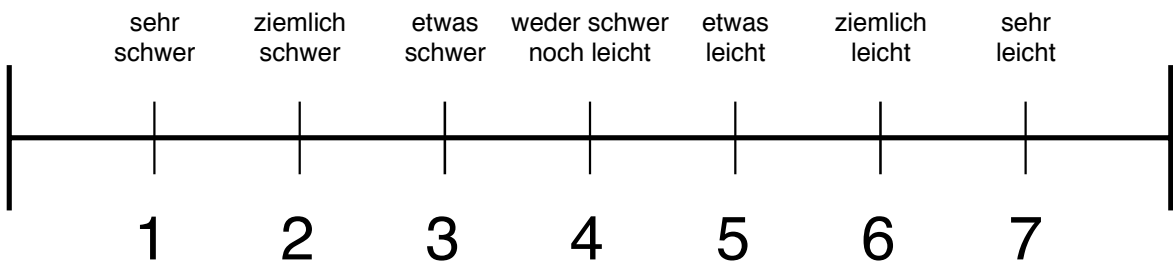 sehr ziemlich etwas weder schwer etwas ziemlich sehr
schwer schwer schwer noch leicht leicht leicht leicht
1 2 3 4 5 6 7